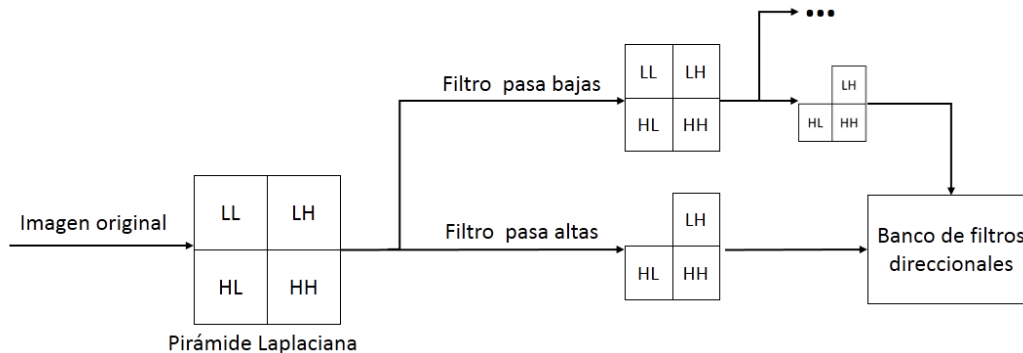 •••
Filtro pasa bajas
LL LH
HL HH
LH
HL HH
Imagen original
LL LH
HL HH
Pirámide Laplaciana
Filtro pasa altas
LH
HL HH
Banco de filtros
direccionales